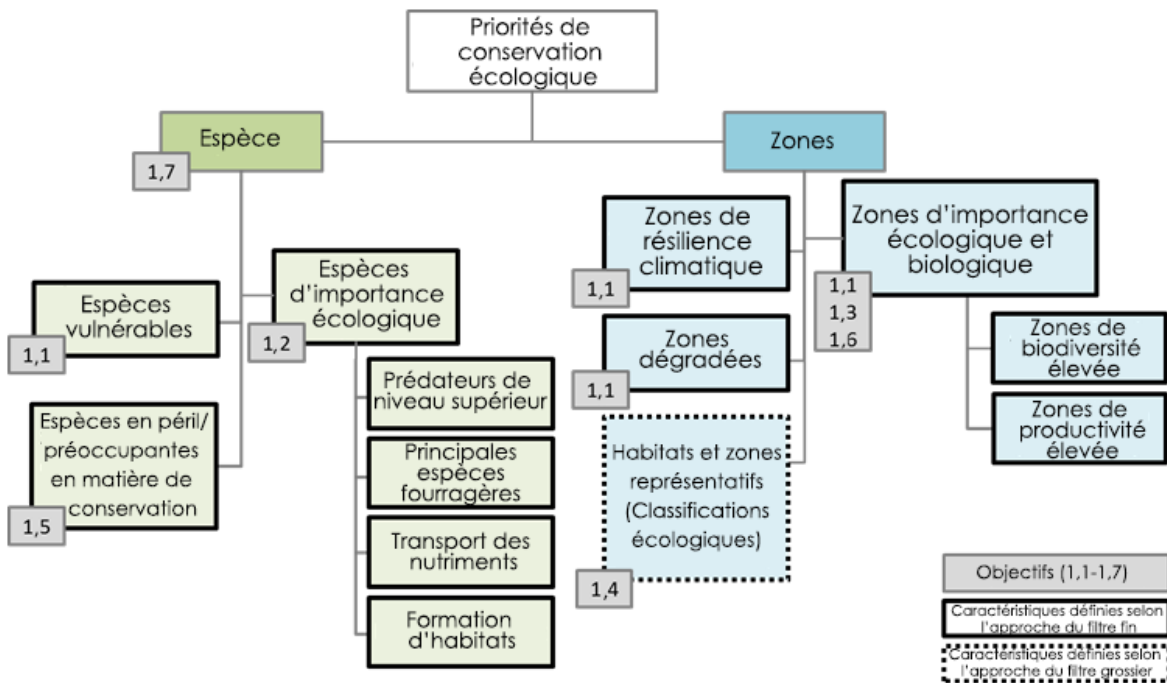 Priorités de
conservation
écologique
Espèce
1,7
Zones
Espèces
vulnérables
1,1
Espèces
d'importance
écologique
1,2
Espèces en péril/
préoccupantes
en matière de
conservation
1,5
Prédateurs de
niveau supérieur
Principales
espèces
fourragères
Transport des
nutriments
Formation
d'habitats
Zones de
résilience
climatique
1,1
Zones
dégradées
1,1
Habitats et zones
représentatifs
(Classifications
écologiques)
1,4
Zones d'importance
écologique et
biologique
1,1
1,3
1,6
Zones de
biodiversité
élevée
Zones de
productivité
élevée
Objectifs (1,1-1,7)
Caractéristiques définies selon
l'approche du filtre fin
Caractéristiques définies selon
l'approche du filtre grossier